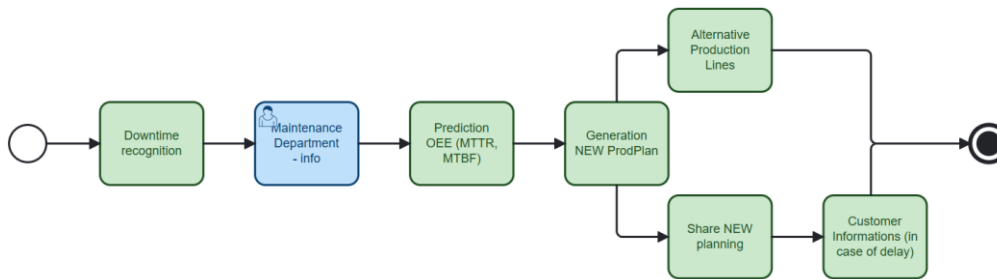 Downtime
recognition
Maintenance
Department
- info
Prediction
OEE (MTTR,
MTBF)
Generation
NEW ProdPlan
Alternative
Production
Lines
Share NEW
planning
Customer
Informations (in
case of delay)